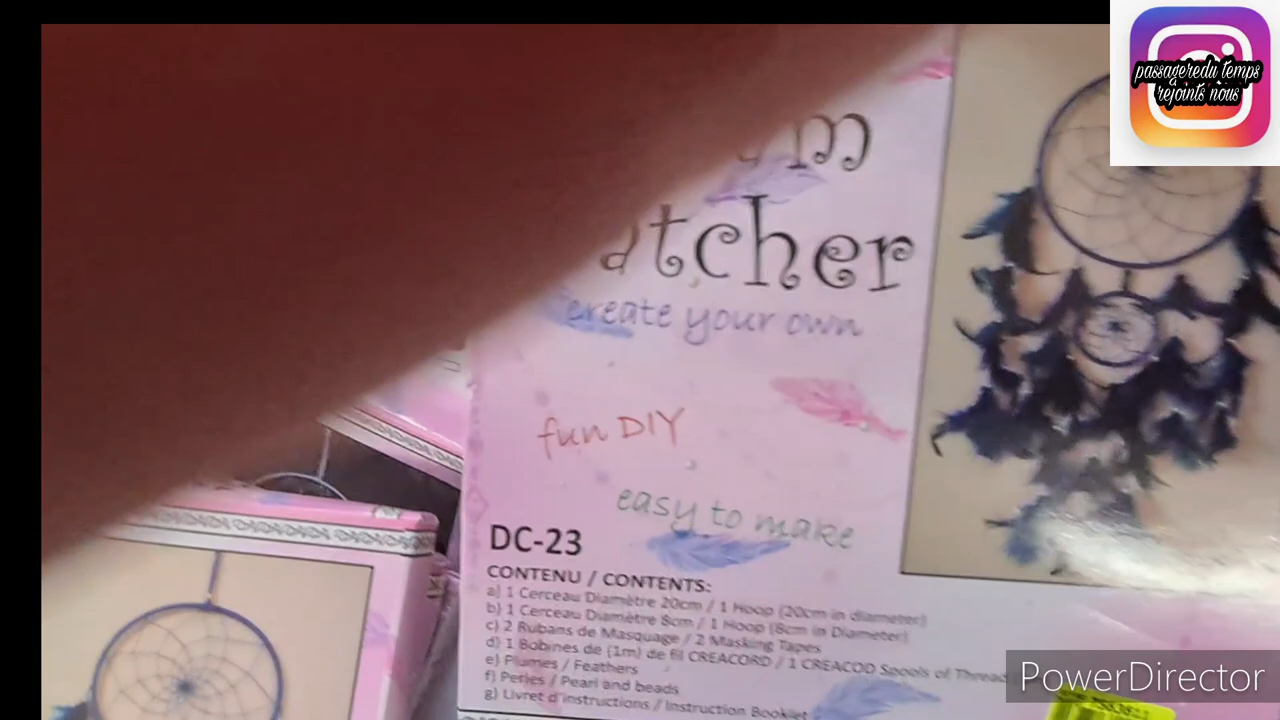 passageredu temps
rejoints nous
atcher
create your own
fun DIY
easy to make
DC-23
CONTENU / CONTENTS:
a) 1 Cerceau Diamètre 20cm / 1 Hoop (20cm in diameter)
b) 1 Cerceau Diamètre 8cm / 1 Hoop (8cm in Diameter)
c) 2 Rubans de Masquage / 2 Masking Tapes
d) 1 Bobines de (1m) de fil CREACORD / 1 CREACOD Spools of Thread
e) Plumes / Feathers
f) Perles / Pearl and beads
g) Livret d'instructions / Instruction Booklet
PowerDirector